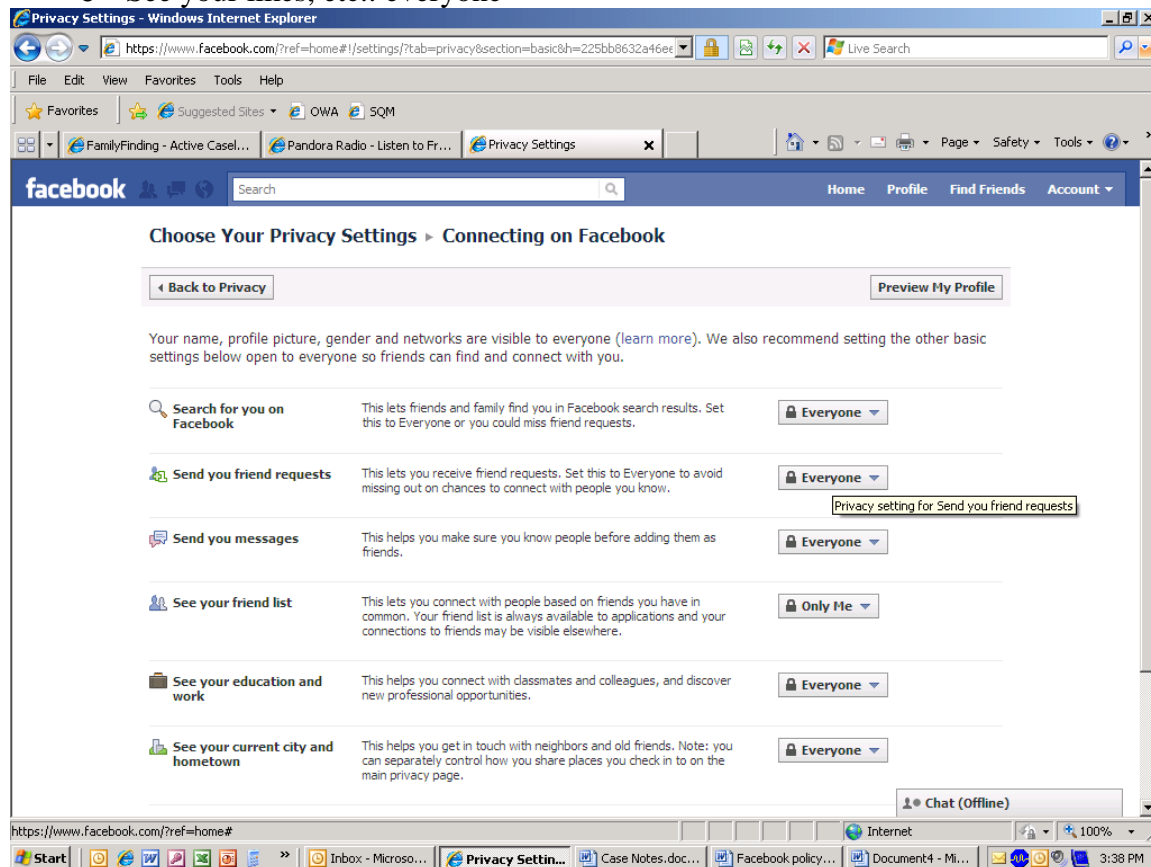 See your likes, etc.: everyone
Privacy Settings - Windows Internet Explorer
https://www.facebook.com/?ref=home#!/settings/?tab=privacy&section=basic&h=225bb8632a46ee
Live Search
File Edit View Favorites Tools Help
Favorites Suggested Sites OWA SQM
FamilyFinding - Active Casel... Pandora Radio - Listen to Fr... Privacy Settings
Page Safety Tools
facebook Search Home Profile Find Friends Account
Choose Your Privacy Settings ▸ Connecting on Facebook
Back to Privacy Preview My Profile
Your name, profile picture, gender and networks are visible to everyone (learn more). We also recommend setting the other basic
settings below open to everyone so friends can find and connect with you.
Search for you on
Facebook
This lets friends and family find you in Facebook search results. Set
this to Everyone or you could miss friend requests.
Everyone
Send you friend requests
This lets you receive friend requests. Set this to Everyone to avoid
missing out on chances to connect with people you know.
Everyone
Privacy setting for Send you friend requests
Send you messages
This helps you make sure you know people before adding them as
friends.
Everyone
See your friend list
This lets you connect with people based on friends you have in
common. Your friend list is always available to applications and your
connections to friends may be visible elsewhere.
Only Me
See your education and
work
This helps you connect with classmates and colleagues, and discover
new professional opportunities.
Everyone
See your current city and
hometown
This helps you get in touch with neighbors and old friends. Note: you
can separately control how you share places you check in to on the
main privacy page.
Everyone
Chat (Offline)
https://www.facebook.com/?ref=home# Internet 100%
Start Inbox - Microso... Privacy Settin... Case Notes.doc... Facebook policy... Document4 - Mi... 3:38 PM